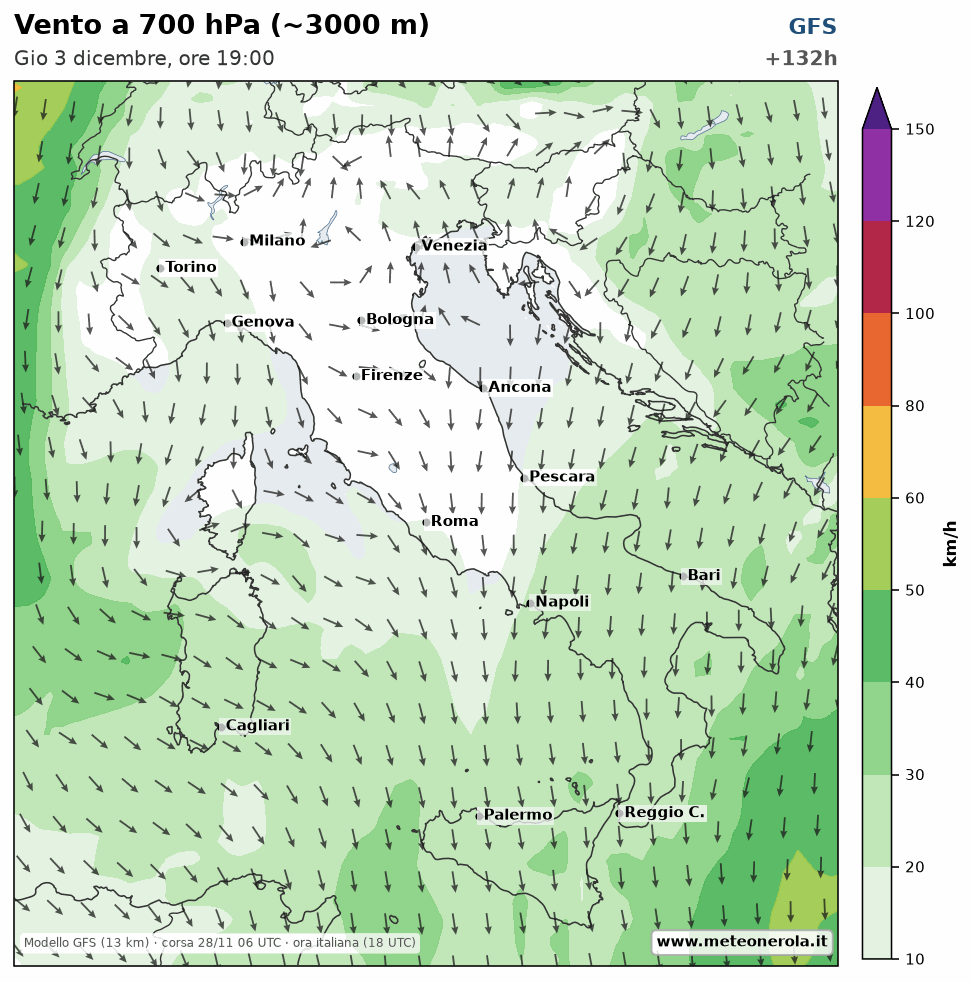 Vento a 700 hPa (~3000 m)
GFS
Gio 3 dicembre, ore 19:00
+132h
150
120
100
80
60
50
40
30
20
10
km/h
Milano
Venezia
Torino
Genova
Bologna
Firenze
Ancona
Pescara
Roma
Bari
Napoli
Cagliari
Palermo
Reggio C.
Modello GFS (13 km) · corsa 28/11 06 UTC · ora italiana (18 UTC)
www.meteonerola.it